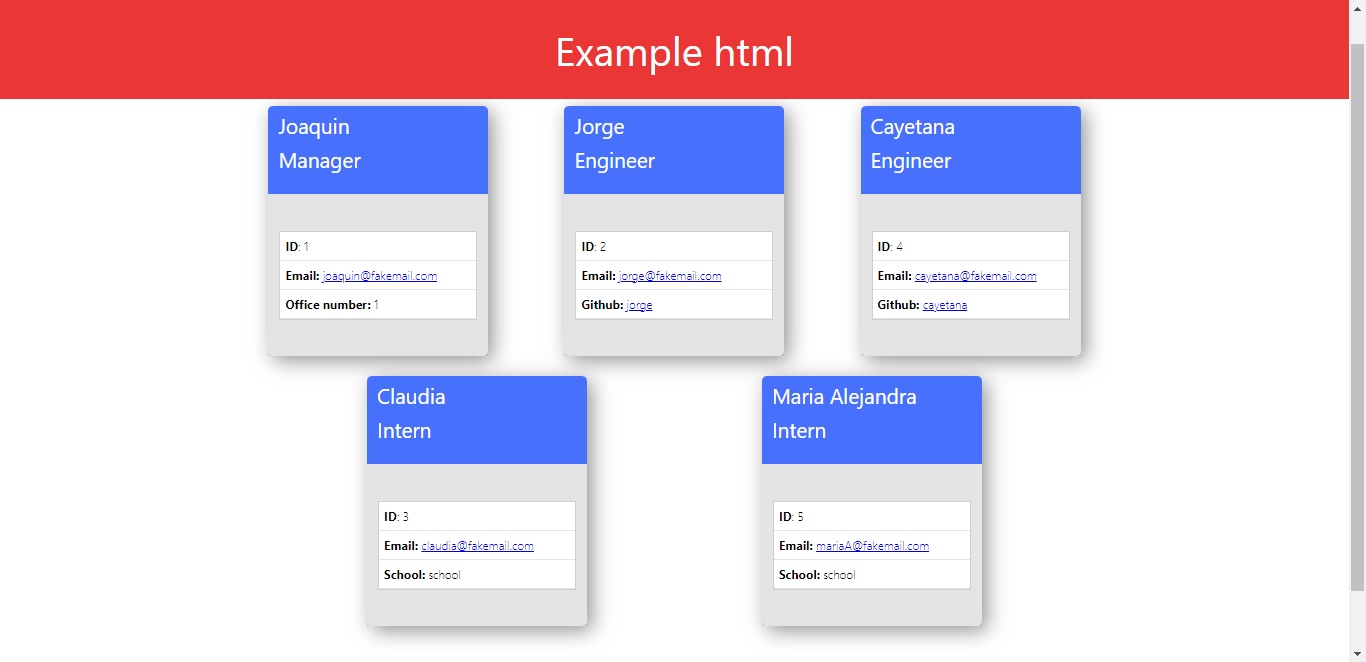 Example html
Joaquin
Manager
ID: 1
Email: joaquin@fakemail.com
Office number: 1
Jorge
Engineer
ID: 2
Email: jorge@fakemail.com
Github: jorge
Cayetana
Engineer
ID: 4
Email: cayetana@fakemail.com
Github: cayetana
Claudia
Intern
ID: 3
Email: claudia@fakemail.com
School: school
Maria Alejandra
Intern
ID: 5
Email: mariaA@fakemail.com
School: school